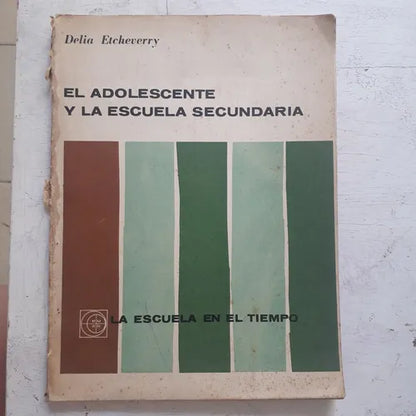 Delia Etcheverry
EL ADOLESCENTE
Y LA ESCUELA SECUNDARIA
LA ESCUELA EN EL TIEMPO